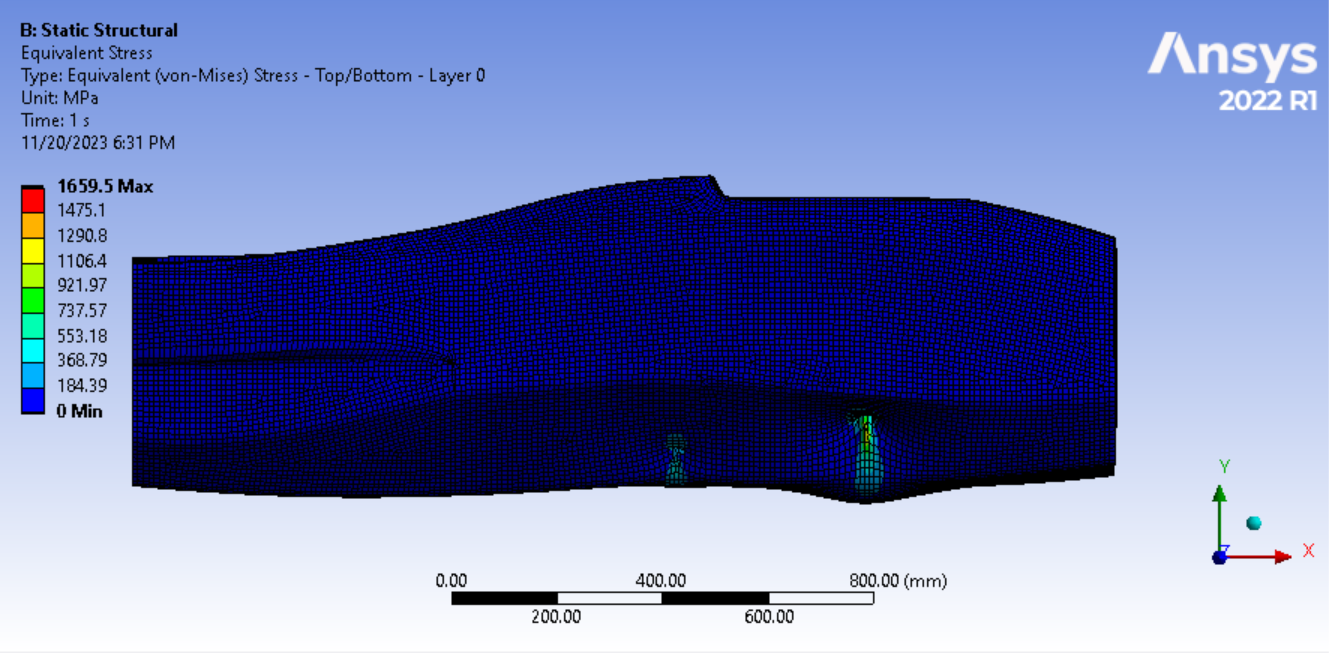 B: Static Structural
Equivalent Stress
Type: Equivalent (von-Mises) Stress - Top/Bottom - Layer 0
Unit: MPa
Time: 1 s
11/20/2023 6:31 PM
Ansys
2022 R1
1659.5 Max
1475.1
1290.8
1106.4
921.97
737.57
553.18
368.79
184.39
0 Min
0.00 400.00 800.00 (mm)
200.00 600.00
Y
Z X